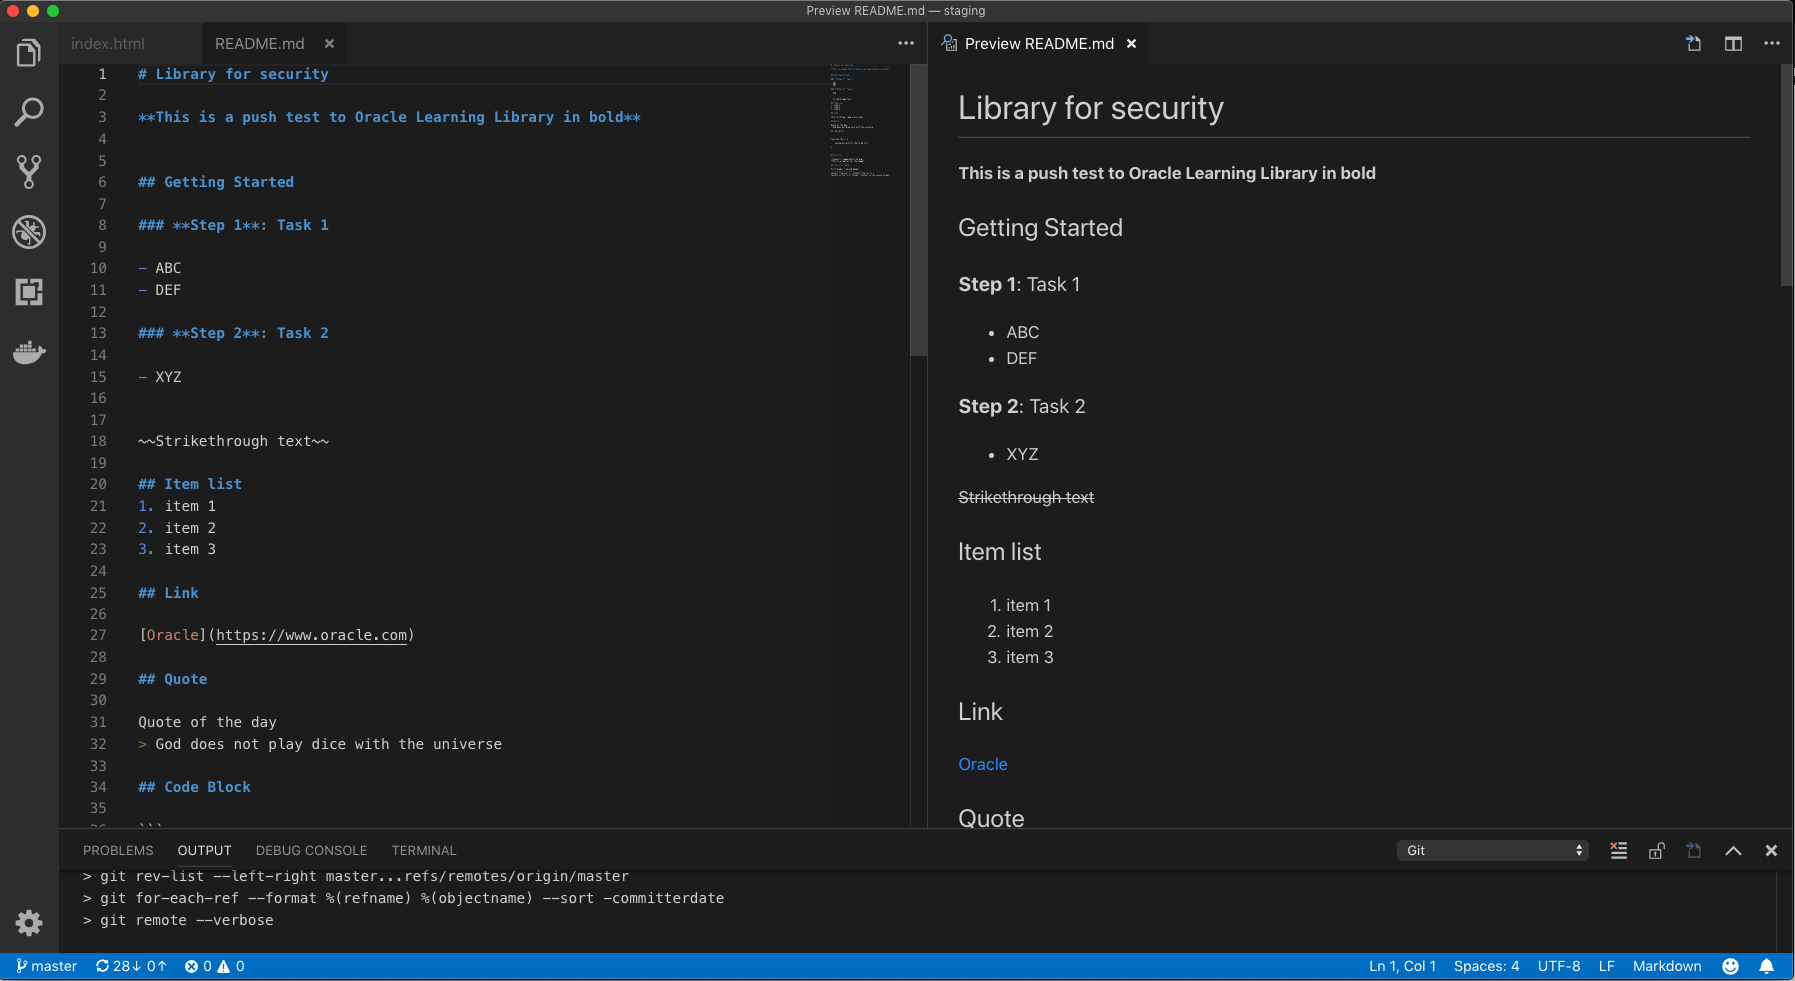 Preview README.md — staging
index.html
README.md ×
Preview README.md ×
1 # Library for security
2
3 **This is a push test to Oracle Learning Library in bold**
4
5
6 ## Getting Started
7
8 ### **Step 1**: Task 1
9
10 - ABC
11 - DEF
12
13 ### **Step 2**: Task 2
14
15 - XYZ
16
17
18 ~~Strikethrough text~~
19
20 ## Item list
21 1. item 1
22 2. item 2
23 3. item 3
24
25 ## Link
26
27 [Oracle](https://www.oracle.com)
28
29 ## Quote
30
31 Quote of the day
32 > God does not play dice with the universe
33
34 ## Code Block
35
36 ```
Library for security
This is a push test to Oracle Learning Library in bold
Getting Started
Step 1: Task 1
• ABC
• DEF
Step 2: Task 2
• XYZ
Strikethrough text
Item list
1. item 1
2. item 2
3. item 3
Link
Oracle
Quote
PROBLEMS OUTPUT DEBUG CONSOLE TERMINAL
Git
> git rev-list --left-right master...refs/remotes/origin/master
> git for-each-ref --format %(refname) %(objectname) --sort -committerdate
> git remote --verbose
master 28↓ 0↑ 0 0
Ln 1, Col 1 Spaces: 4 UTF-8 LF Markdown